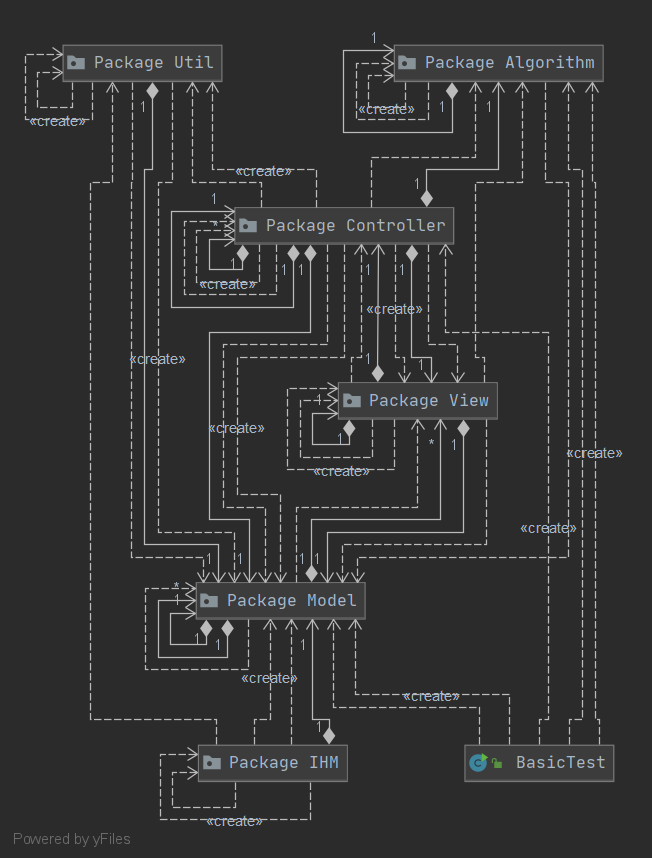 1
Package Util
Package Algorithm
1
1
1
«create»
«create»
«create»
1
1
*
Package Controller
1
1
1
1
1
«create»
«create»
1
1
«create»
1
Package View
«create»
1
*
1
«create»
«create»
«create»
1
1
1
*
1
Package Model
1
1
1
«create»
«create»
1
Package IHM
BasicTest
«create»
Powered by yFiles